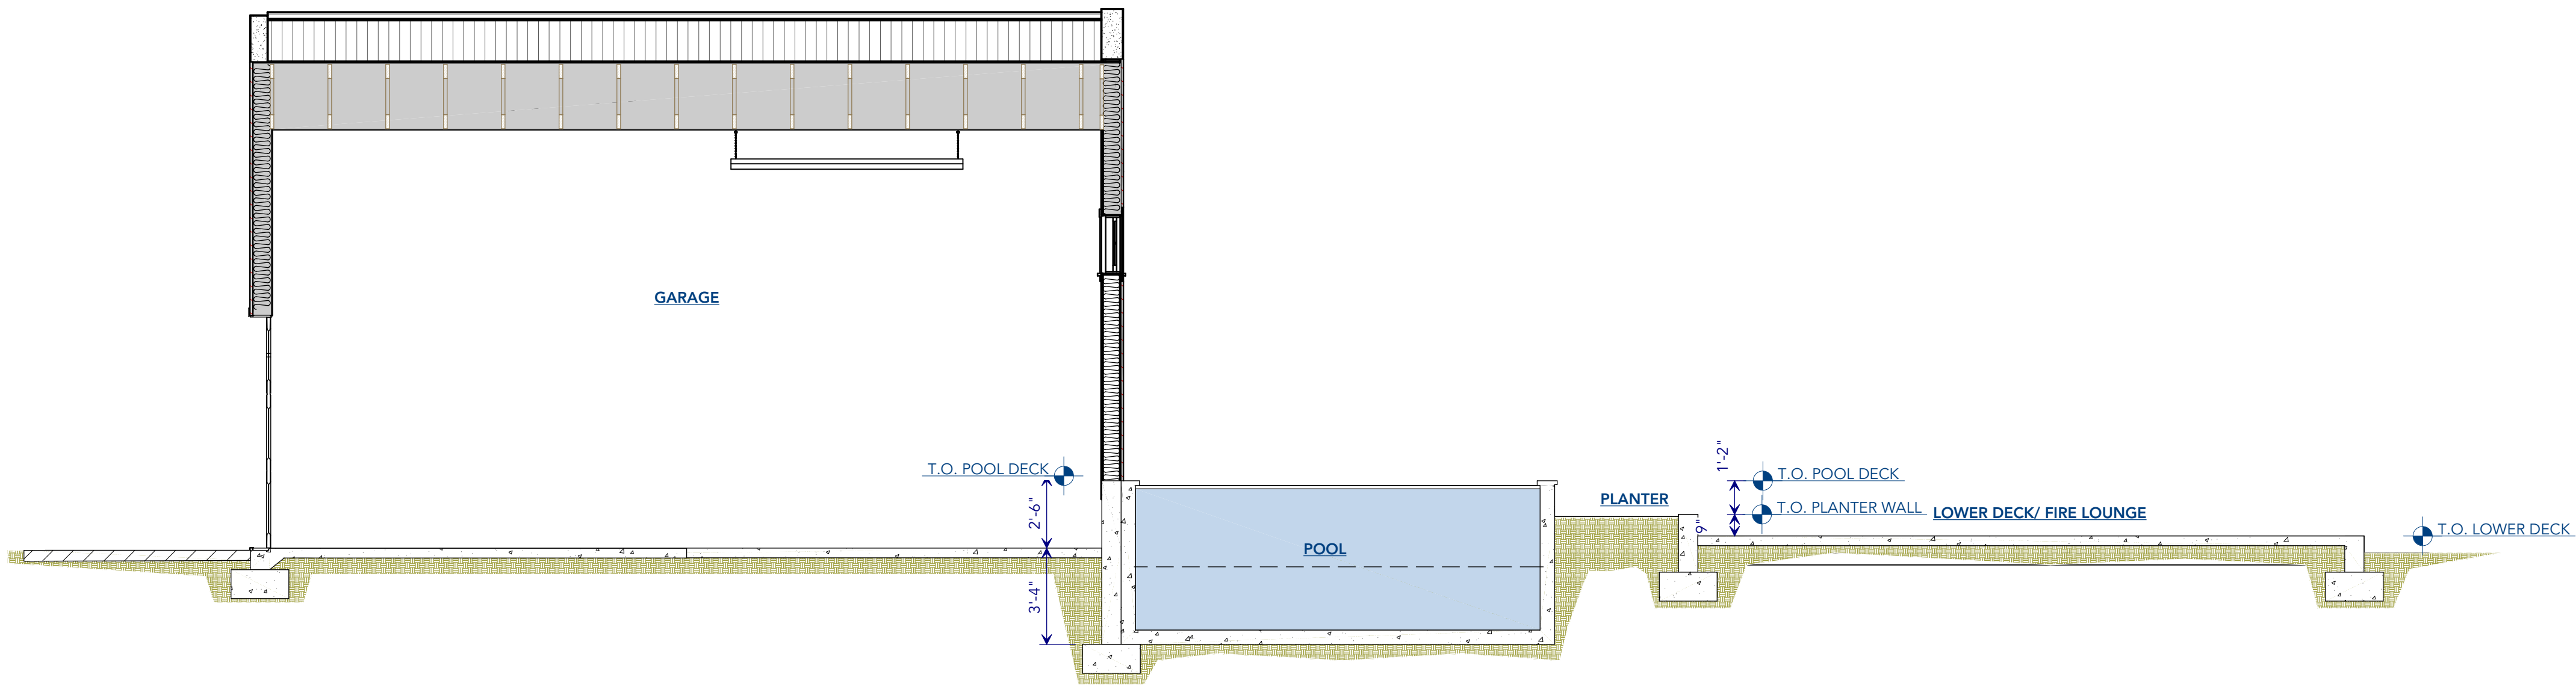 GARAGE
T.O. POOL DECK
2'-6"
3'-4"
POOL
PLANTER
1'-2"
9"
T.O. POOL DECK
T.O. PLANTER WALL
LOWER DECK/ FIRE LOUNGE
T.O. LOWER DECK